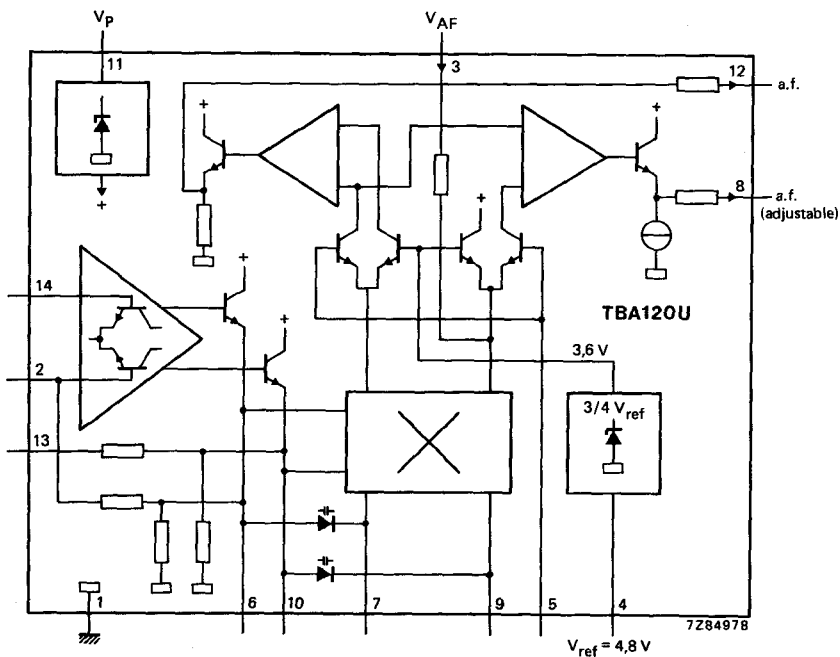 V_P
V_AF
11
3
12
a.f.
+
+
8
a.f.
(adjustable)
+
+
14
+
TBA120U
+
3,6 V
2
3/4 V_ref
13
1
6
10
7
9
5
4
7Z84978
V_ref = 4,8 V